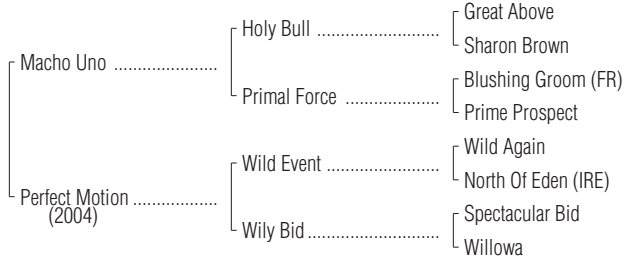 Great Above
Holy Bull ........................
Sharon Brown
Macho Uno ....................
Blushing Groom (FR)
Primal Force ..................
Prime Prospect
Wild Again
Wild Event ......................
North Of Eden (IRE)
Perfect Motion ................
(2004)
Spectacular Bid
Wily Bid .........................
Willowa